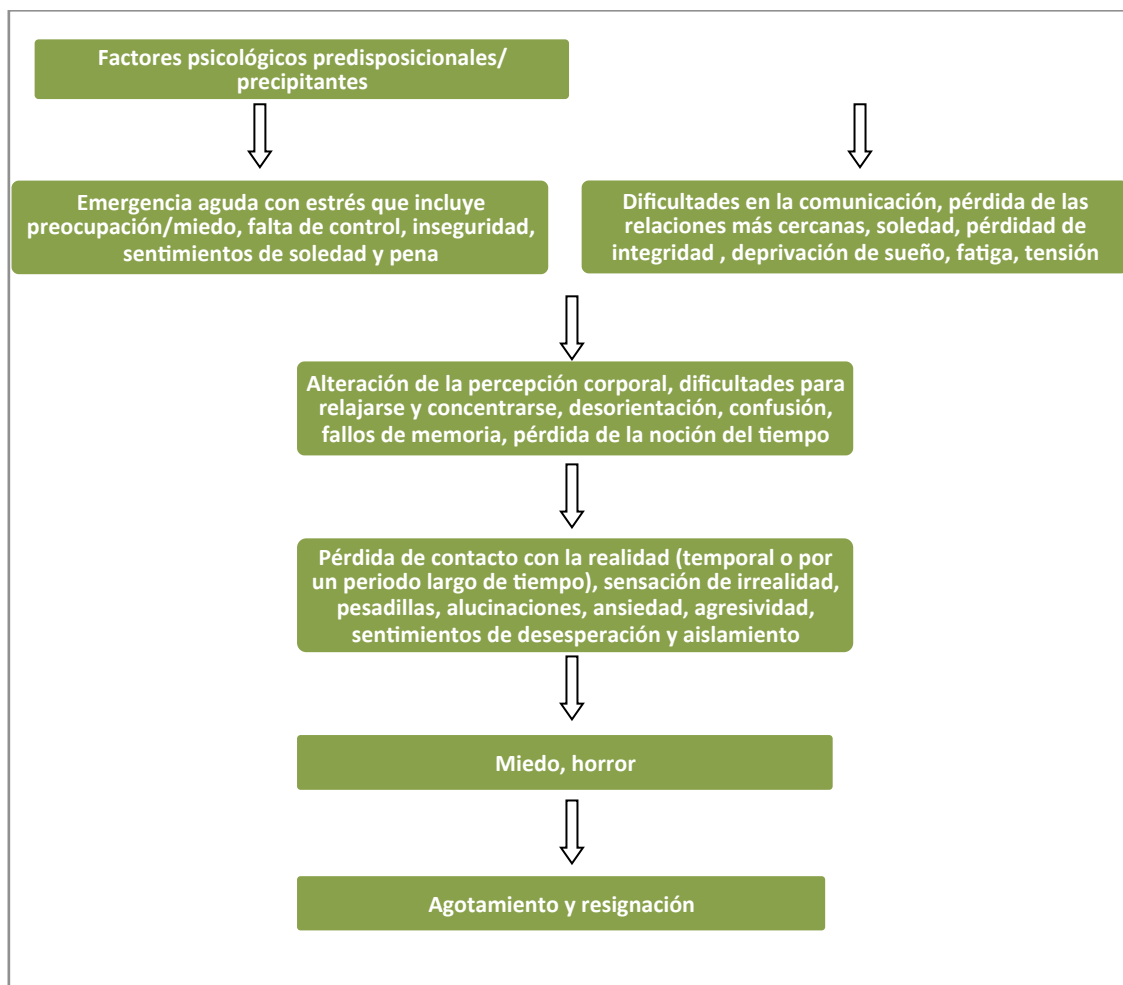 Factores psicológicos predisposicionales/
precipitantes
Emergencia aguda con estrés que incluye
preocupación/miedo, falta de control, inseguridad,
sentimientos de soledad y pena
Dificultades en la comunicación, pérdida de las
relaciones más cercanas, soledad, pérdidad de
integridad , deprivación de sueño, fatiga, tensión
Alteración de la percepción corporal, dificultades para
relajarse y concentrarse, desorientación, confusión,
fallos de memoria, pérdida de la noción del tiempo
Pérdida de contacto con la realidad (temporal o por
un periodo largo de tiempo), sensación de irrealidad,
pesadillas, alucinaciones, ansiedad, agresividad,
sentimientos de desesperación y aislamiento
Miedo, horror
Agotamiento y resignación